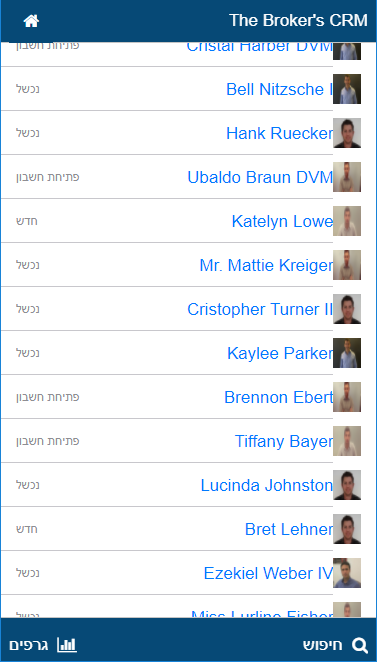 The Broker's CRM
Cristal Harber DVM פתיחת חשבון
Bell Nitzsche I נכשל
Hank Ruecker נכשל
Ubaldo Braun DVM פתיחת חשבון
Katelyn Lowe חדש
Mr. Mattie Kreiger נכשל
Cristopher Turner II נכשל
Kaylee Parker נכשל
Brennon Ebert פתיחת חשבון
Tiffany Bayer פתיחת חשבון
Lucinda Johnston נכשל
Bret Lehner חדש
Ezekiel Weber IV נכשל
Miss Lurline Fisher נכשל
חיפוש גרפים